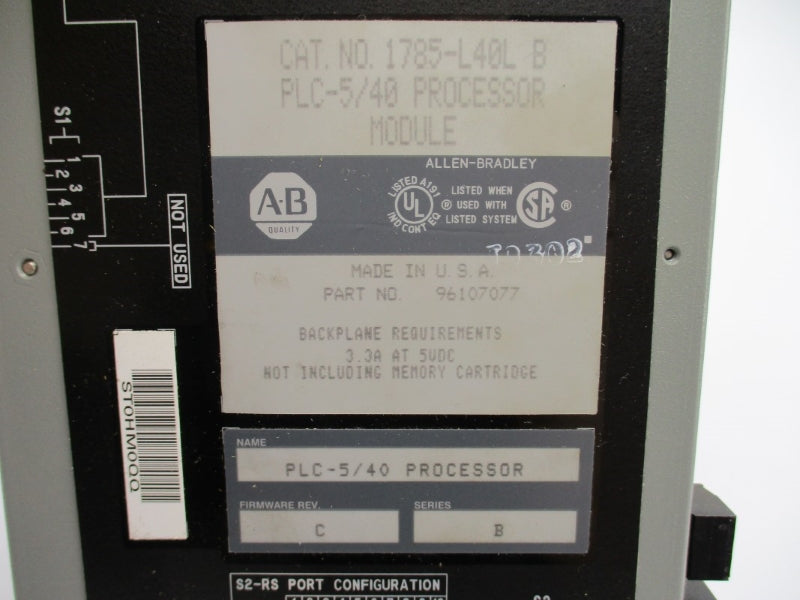 CAT. NO. 1785-L40L B
PLC-5/40 PROCESSOR
MODULE
S1
1
2
3
4
5
6
7
NOT USED
ALLEN-BRADLEY
A-B
QUALITY
LISTED A191
UL
IND CONT EQ
®
LISTED WHEN
USED WITH
LISTED SYSTEM
SA
®
MADE IN U.S.A.
PART NO. 96107077
BACKPLANE REQUIREMENTS
3.3A AT 5VDC
NOT INCLUDING MEMORY CARTRIDGE
ST0HM0QQ
NAME
PLC-5/40 PROCESSOR
FIRMWARE REV.
C
SERIES
B
S2-RS PORT CONFIGURATION